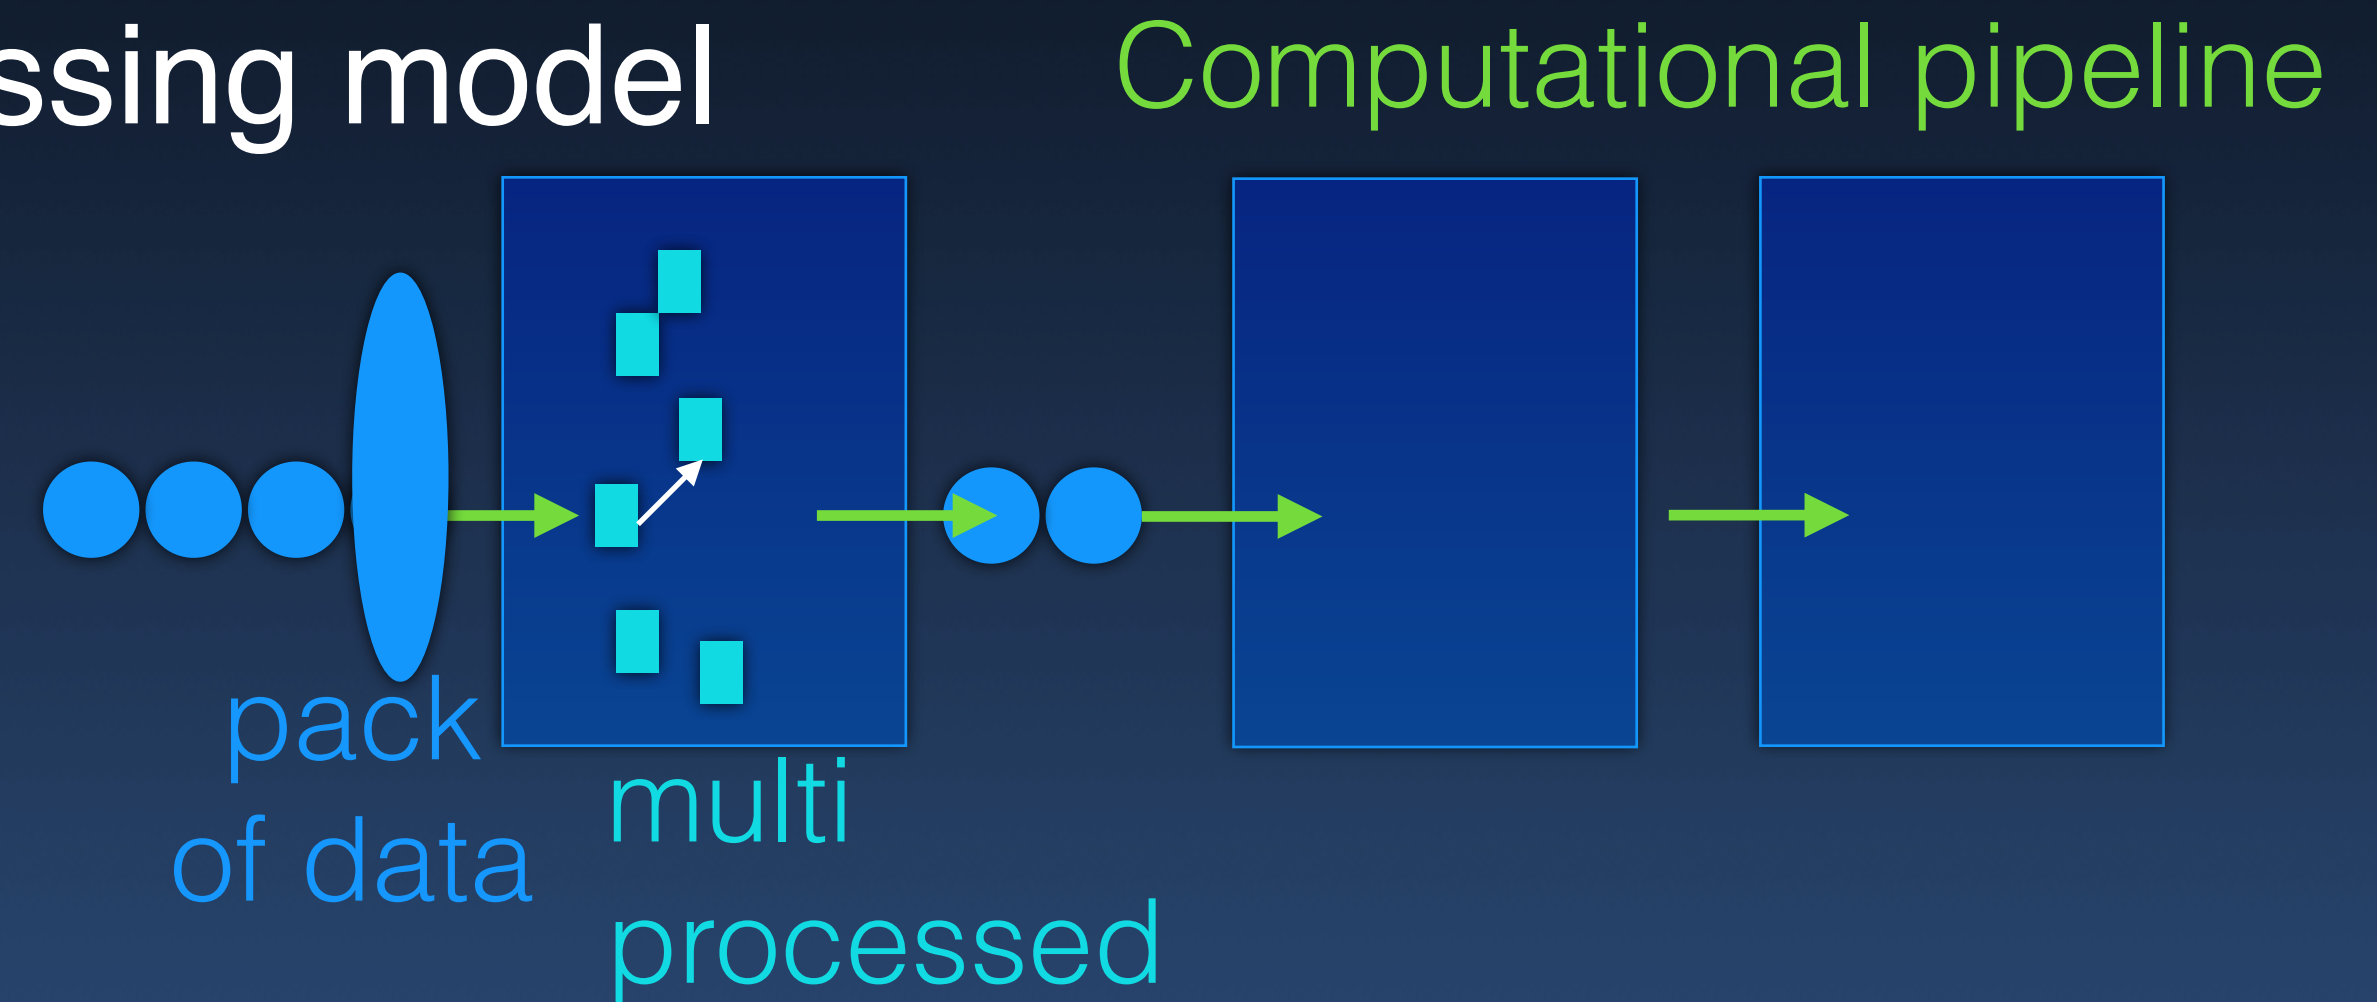 ssing model
Computational pipeline
pack
of data
multi
processed